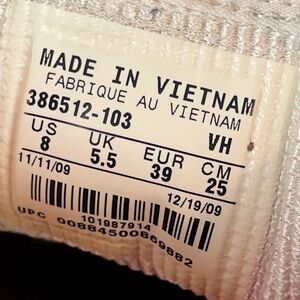 MADE IN VIETNAM
FABRIQUE AU VIETNAM
386512-103 VH
US UK EUR CM
8 5.5 39 25
11/11/09 12/19/09
101987914
UPC 00884500869882